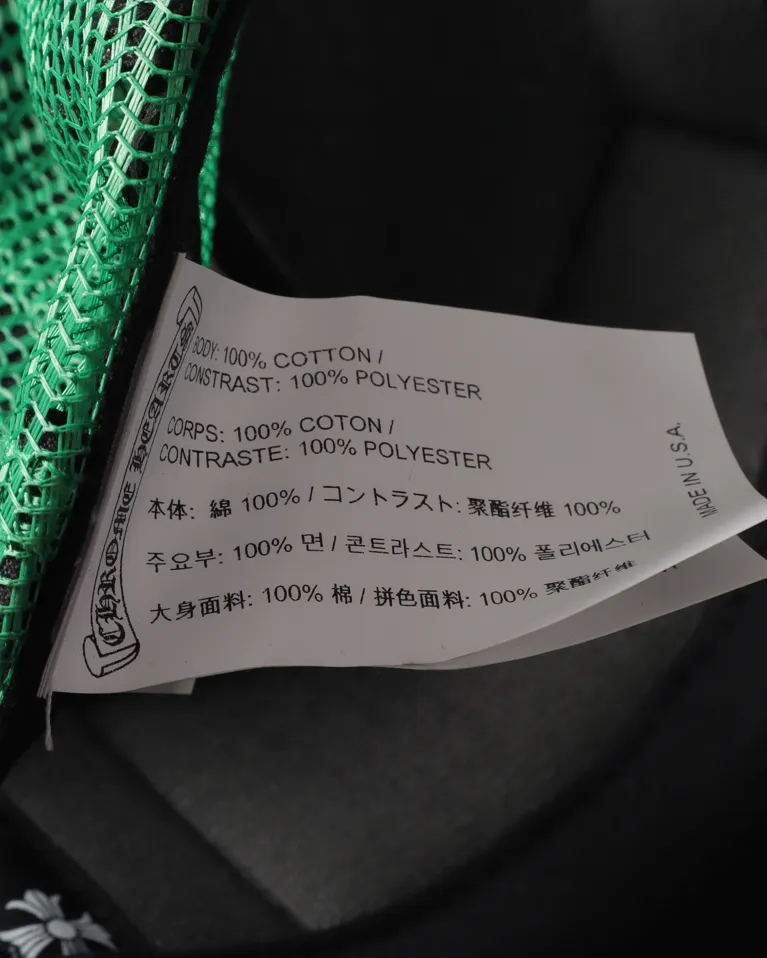 BODY: 100% COTTON /
CONSTRAST: 100% POLYESTER
CORPS: 100% COTON /
CONTRASTE: 100% POLYESTER
本体: 綿 100% / コントラスト: 聚酯纤维 100%
주요부: 100% 면 / 콘트라스트: 100% 폴리에스터
大身面料: 100% 棉 / 拼色面料: 100% 聚酯纤维
CHROME HEARTS
MADE IN U.S.A.